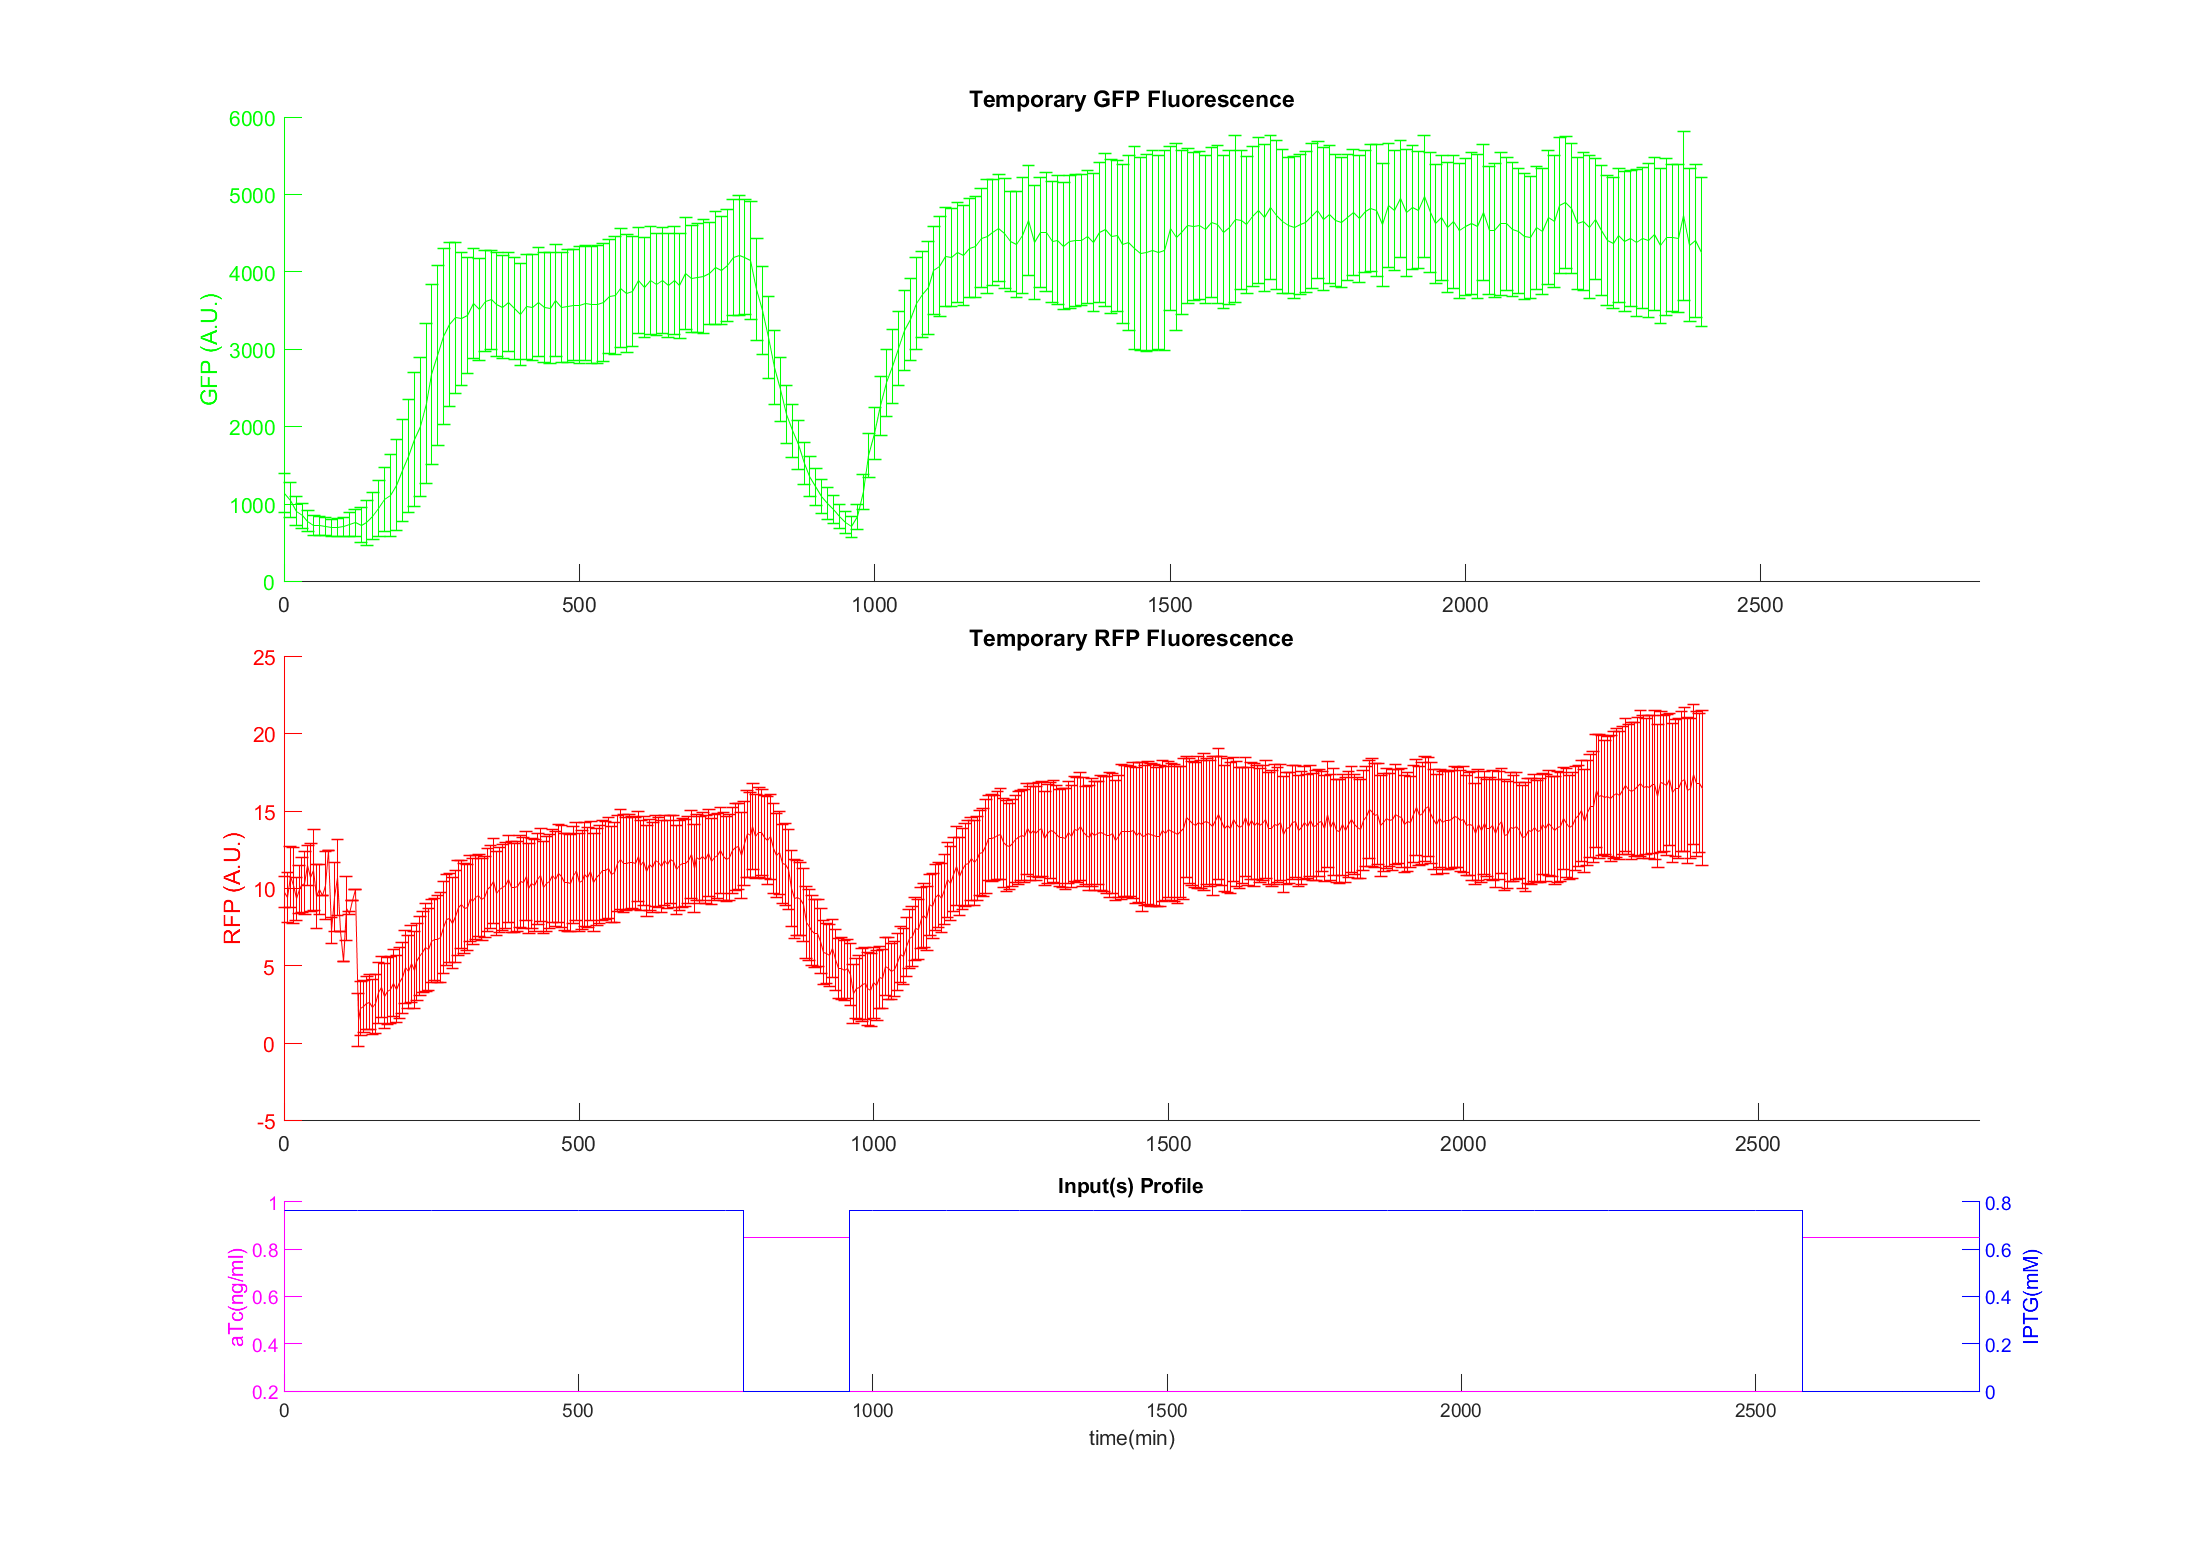 Temporary GFP Fluorescence
GFP (A.U.)
6000
5000
4000
3000
2000
1000
0
0 500 1000 1500 2000 2500
Temporary RFP Fluorescence
RFP (A.U.)
25
20
15
10
5
0
-5
0 500 1000 1500 2000 2500
Input(s) Profile
aTc(ng/ml)
1
0.8
0.6
0.4
0.2
0.8
0.6
0.4
0.2
0
IPTG(mM)
0 500 1000 1500 2000 2500
time(min)